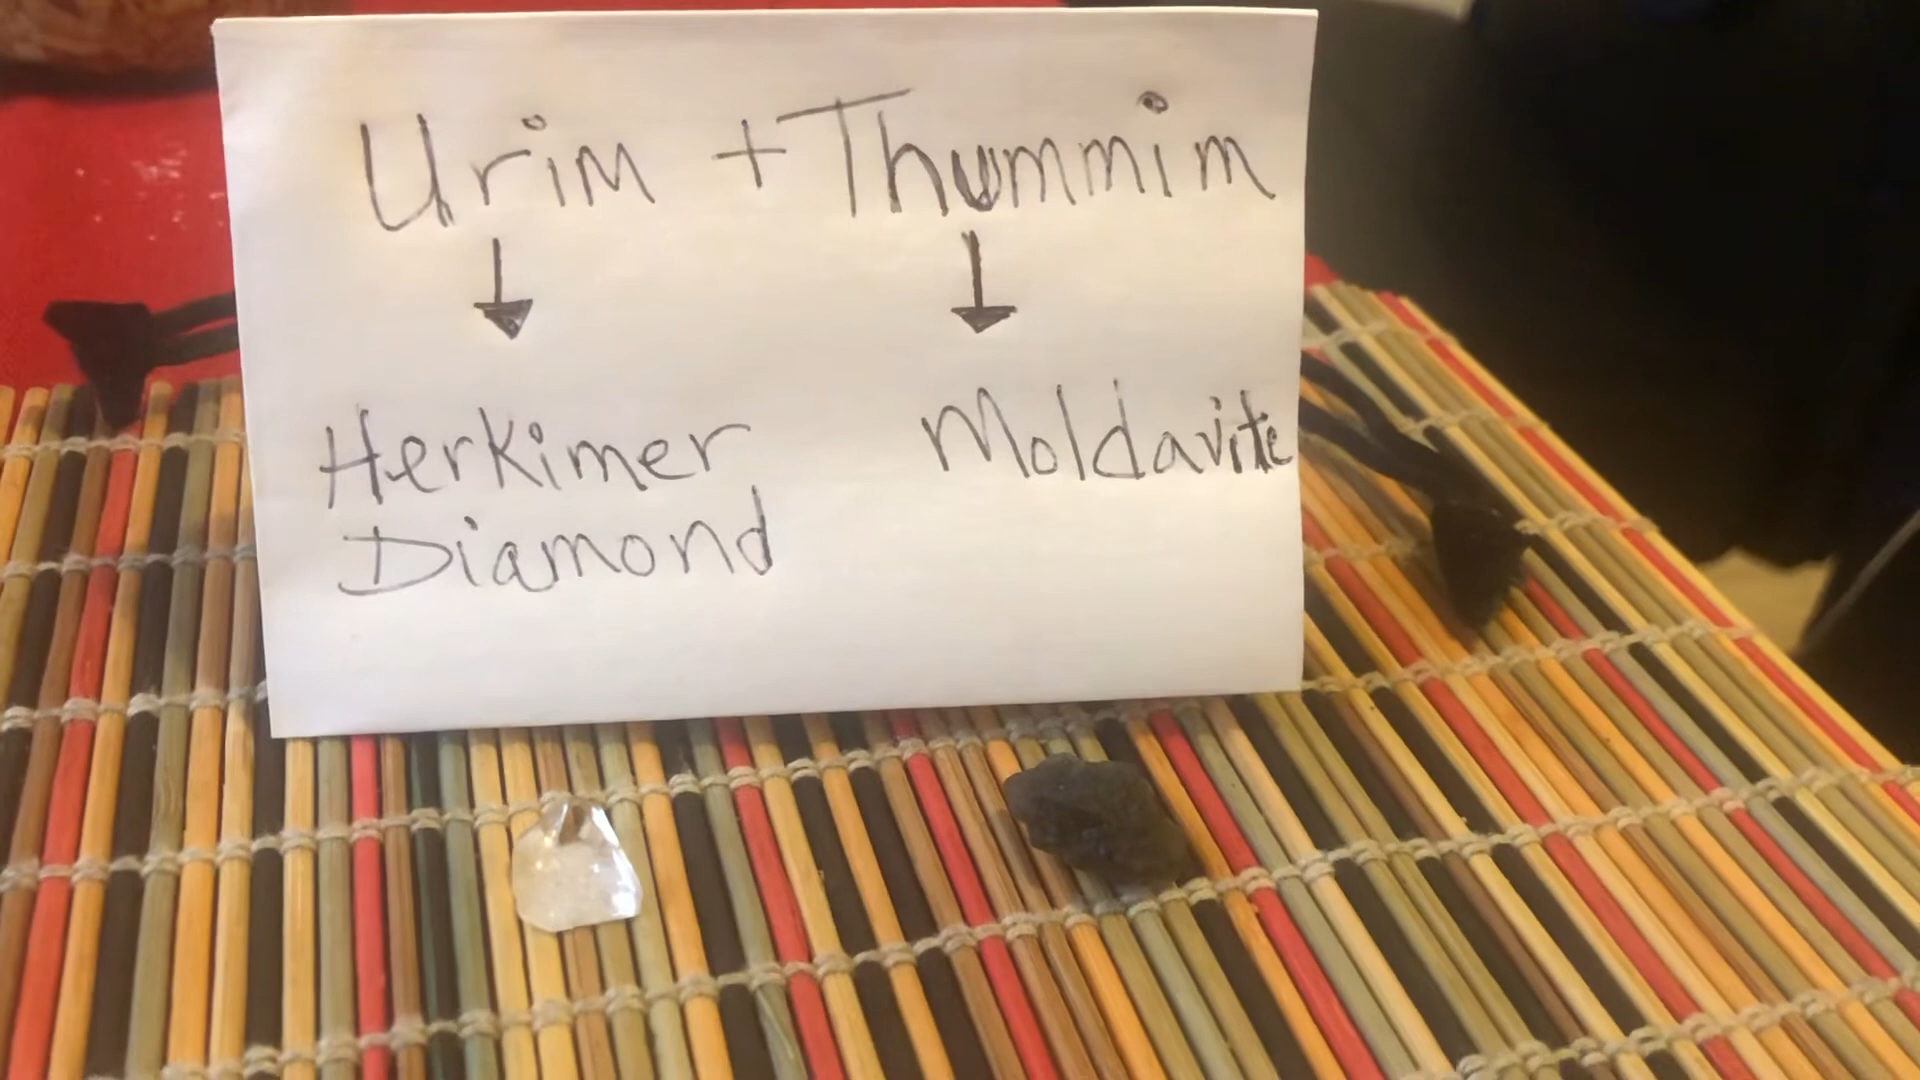 Urim + Thummim
↓ ↓
Herkimer Moldavite
Diamond